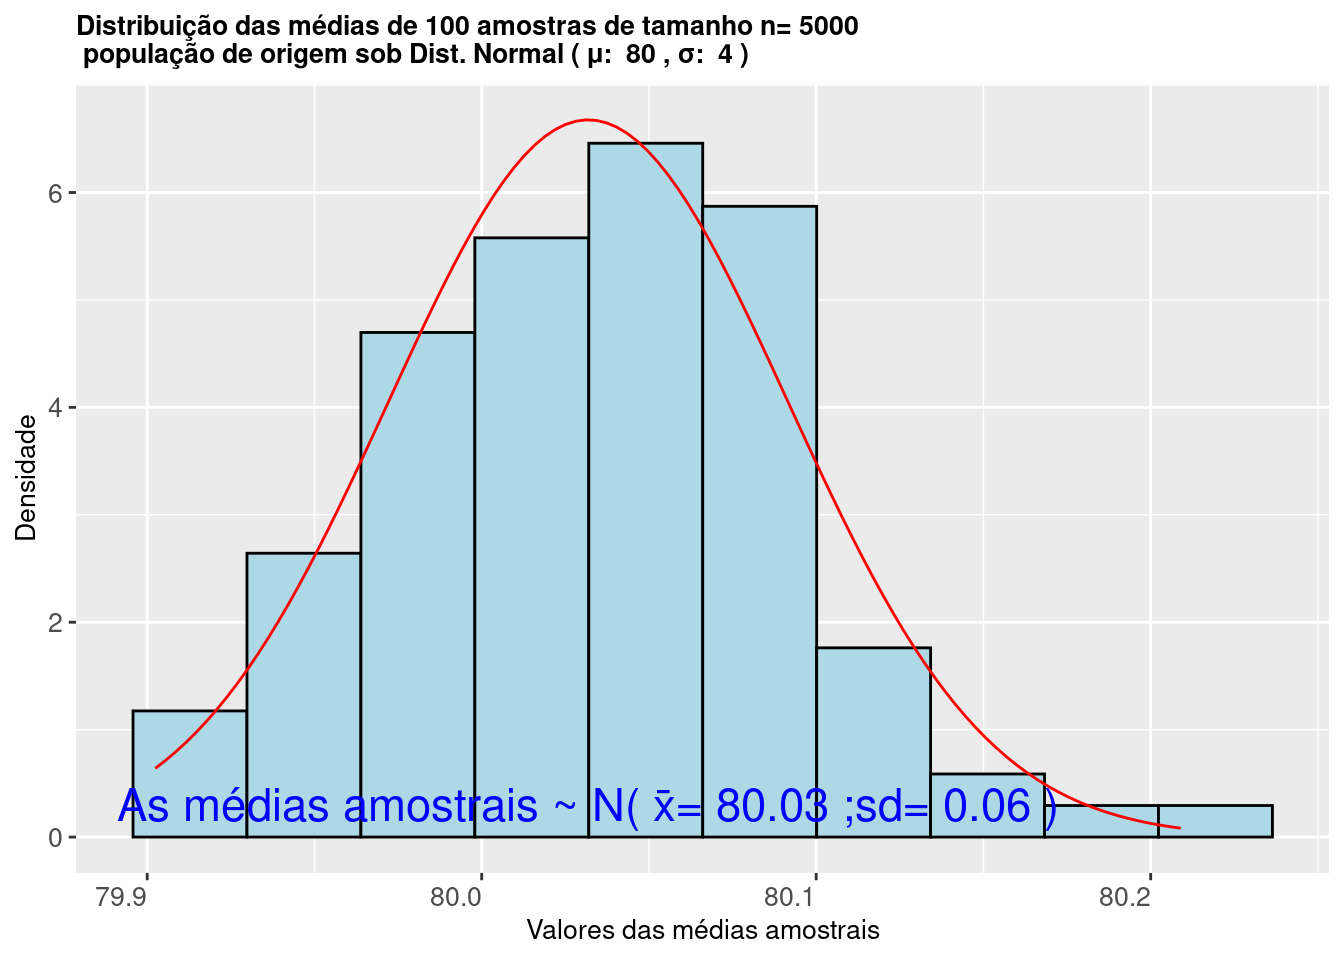 Distribuição das médias de 100 amostras de tamanho n= 5000
população de origem sob Dist. Normal ( μ:  80 , σ:  4 )
6
4
2
0
Densidade
As médias amostrais ~ N( x̄= 80.03 ;sd= 0.06 )
79.9 80.0 80.1 80.2
Valores das médias amostrais